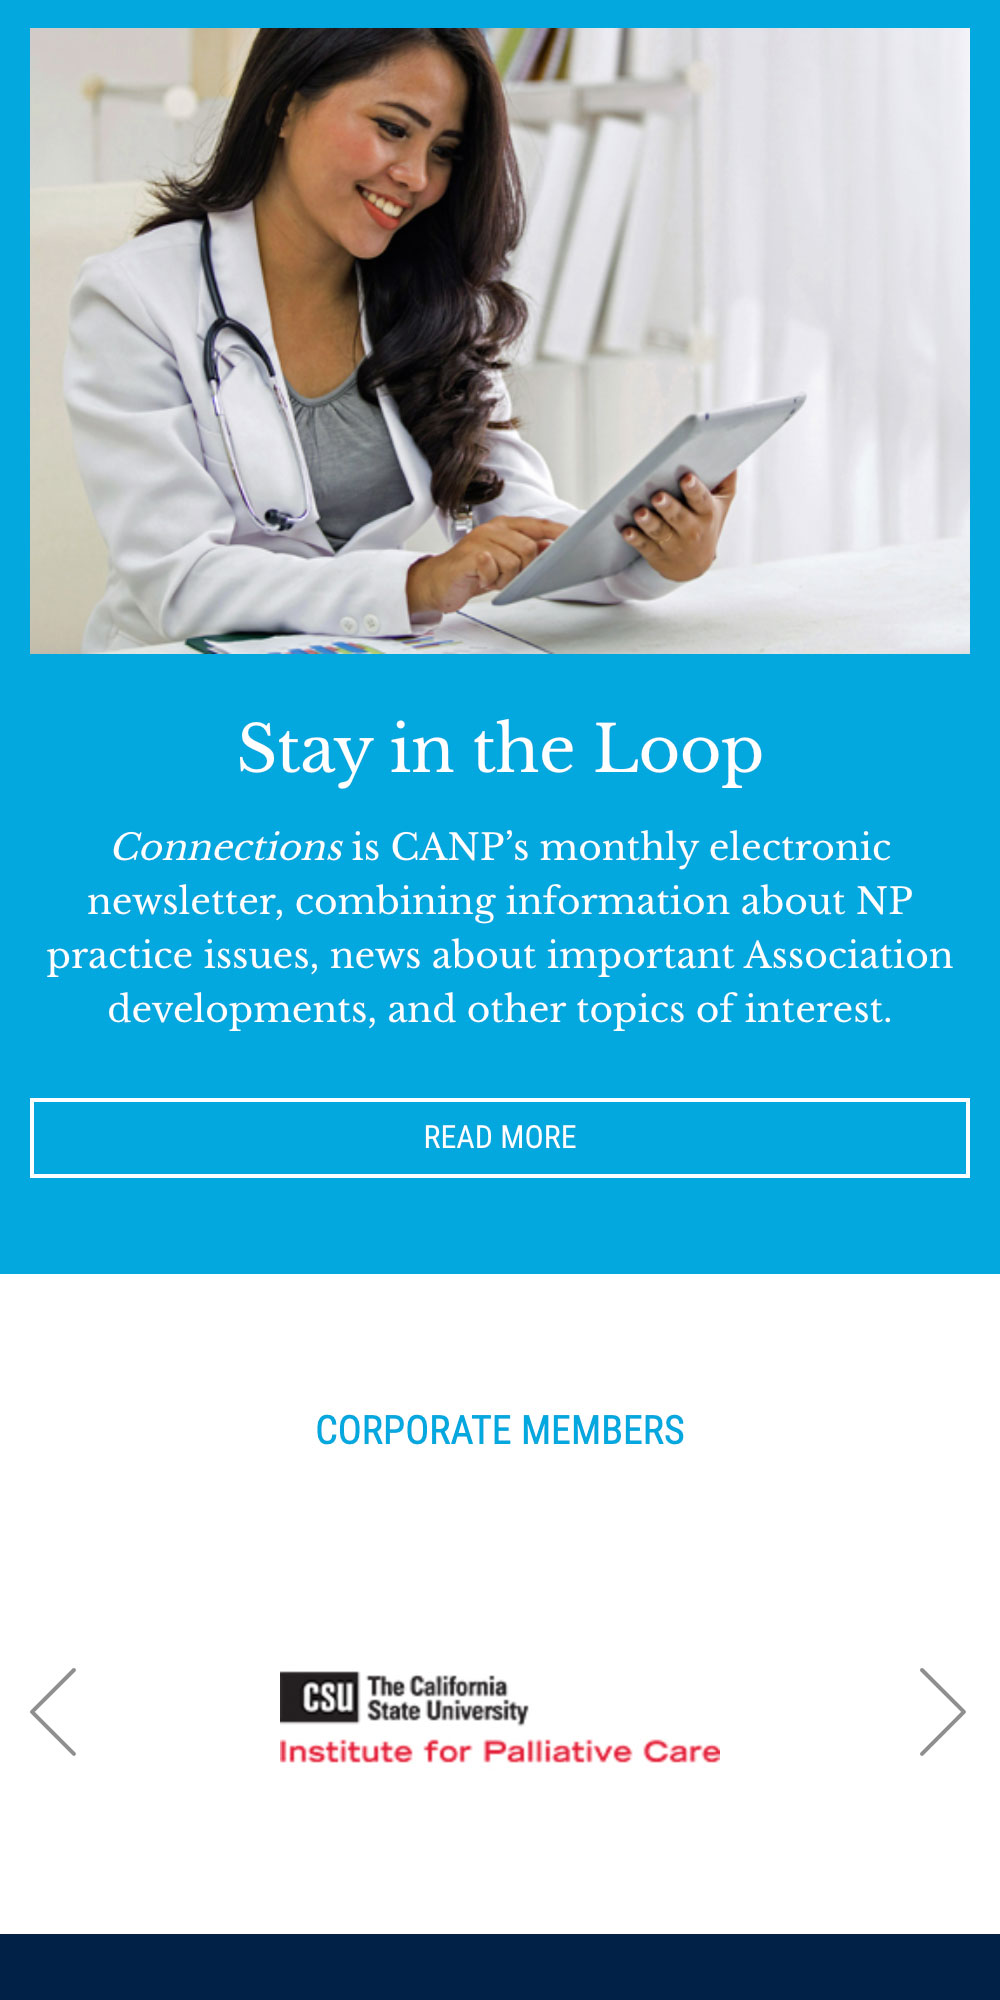 Stay in the Loop
Connections is CANP’s monthly electronic
newsletter, combining information about NP
practice issues, news about important Association
developments, and other topics of interest.
READ MORE
CORPORATE MEMBERS
CSU The California
State University
Institute for Palliative Care